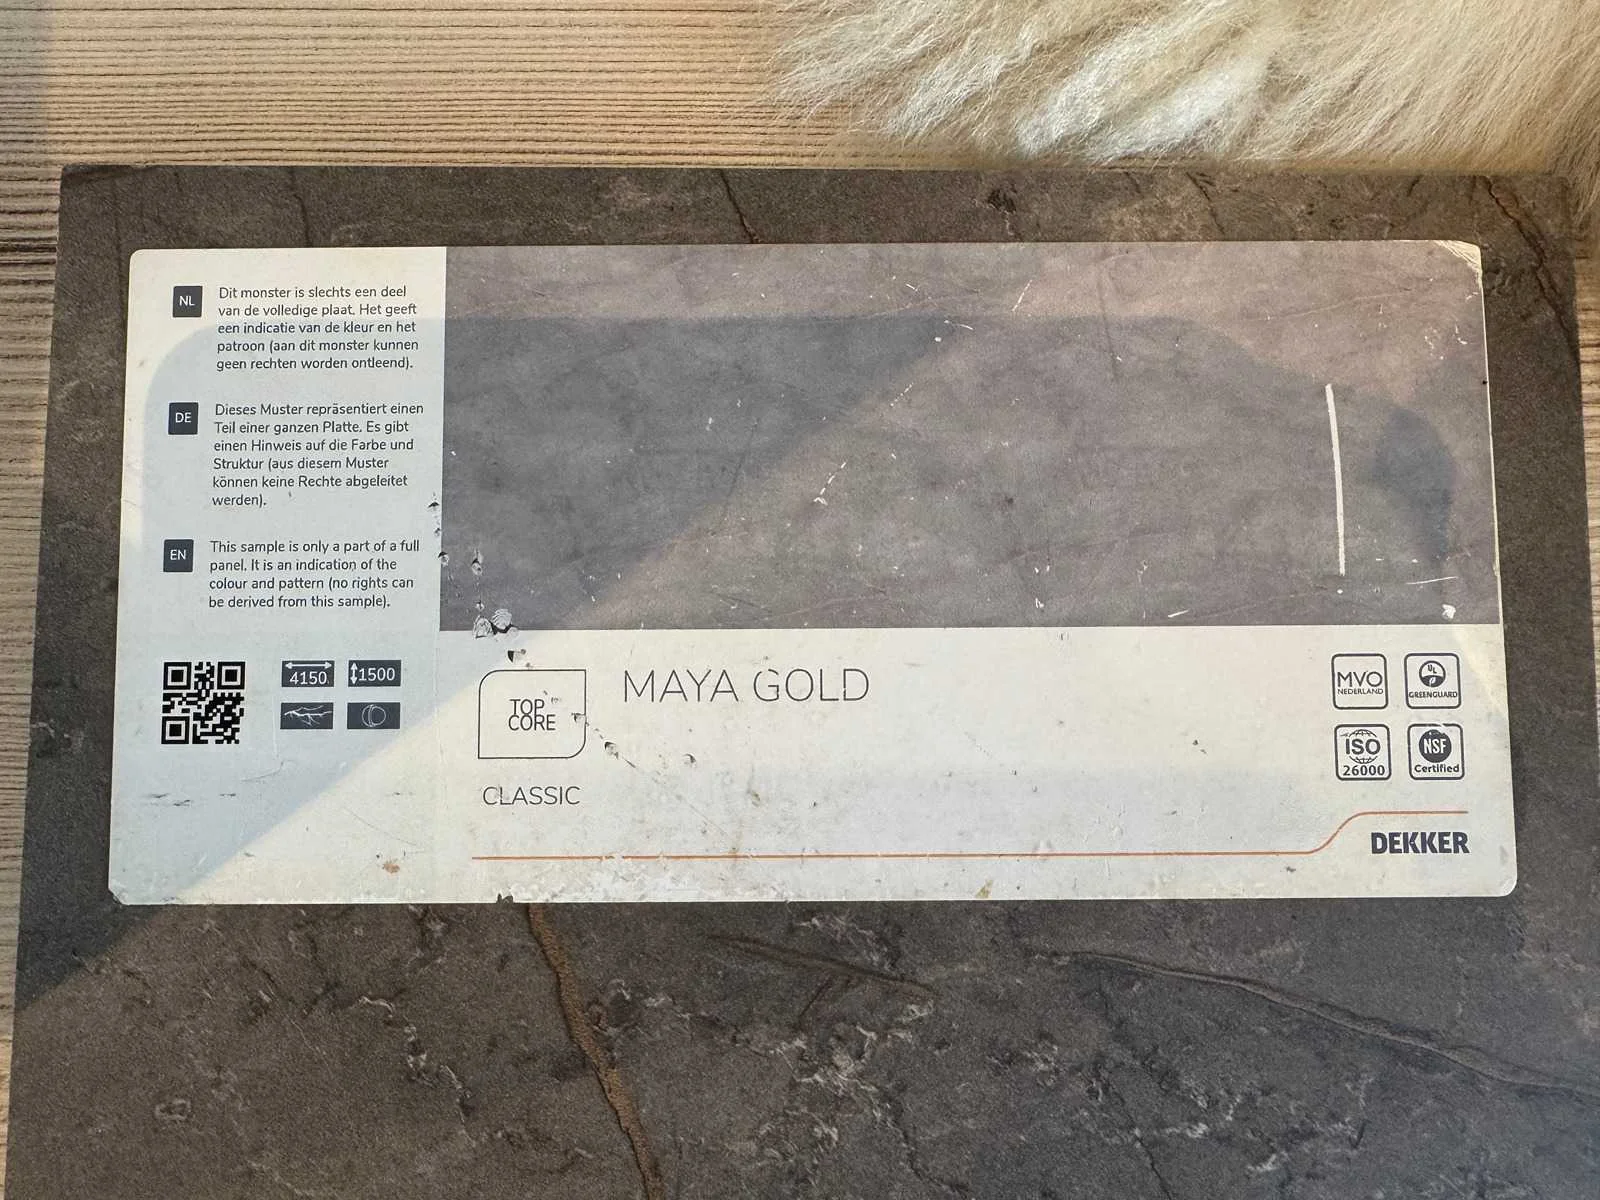 NL
Dit monster is slechts een deel
van de volledige plaat. Het geeft
een indicatie van de kleur en het
patroon (aan dit monster kunnen
geen rechten worden ontleend).
DE
Dieses Muster repräsentiert einen
Teil einer ganzen Platte. Es gibt
einen Hinweis auf die Farbe und
Struktur (aus diesem Muster
können keine Rechte abgeleitet
werden).
EN
This sample is only a part of a full
panel. It is an indication of the
colour and pattern (no rights can
be derived from this sample).
4150
1500
TOP
CORE
CLASSIC
MAYA GOLD
MVO
NEDERLAND
UL
GREENGUARD
ISO
26000
NSF
Certified
DEKKER